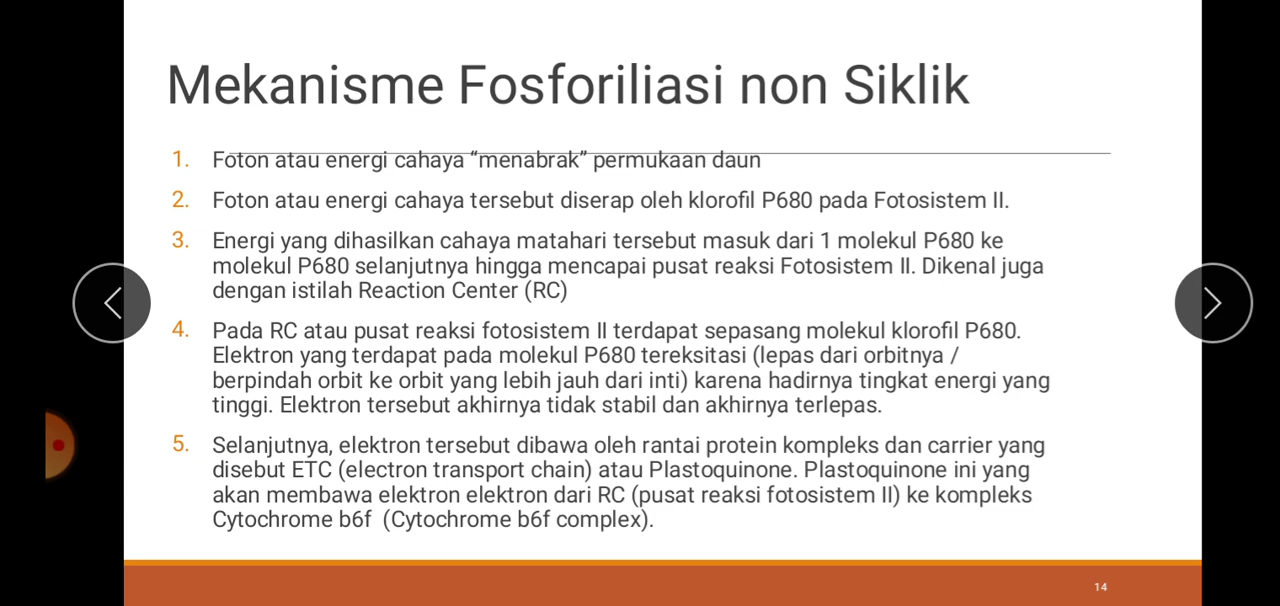 Mekanisme Fosforiliasi non Siklik
1. Foton atau energi cahaya “menabrak” permukaan daun
2. Foton atau energi cahaya tersebut diserap oleh klorofil P680 pada Fotosistem II.
3. Energi yang dihasilkan cahaya matahari tersebut masuk dari 1 molekul P680 ke
molekul P680 selanjutnya hingga mencapai pusat reaksi Fotosistem II. Dikenal juga
dengan istilah Reaction Center (RC)
4. Pada RC atau pusat reaksi fotosistem II terdapat sepasang molekul klorofil P680.
Elektron yang terdapat pada molekul P680 tereksitasi (lepas dari orbitnya /
berpindah orbit ke orbit yang lebih jauh dari inti) karena hadirnya tingkat energi yang
tinggi. Elektron tersebut akhirnya tidak stabil dan akhirnya terlepas.
5. Selanjutnya, elektron tersebut dibawa oleh rantai protein kompleks dan carrier yang
disebut ETC (electron transport chain) atau Plastoquinone. Plastoquinone ini yang
akan membawa elektron elektron dari RC (pusat reaksi fotosistem II) ke kompleks
Cytochrome b6f (Cytochrome b6f complex).
14